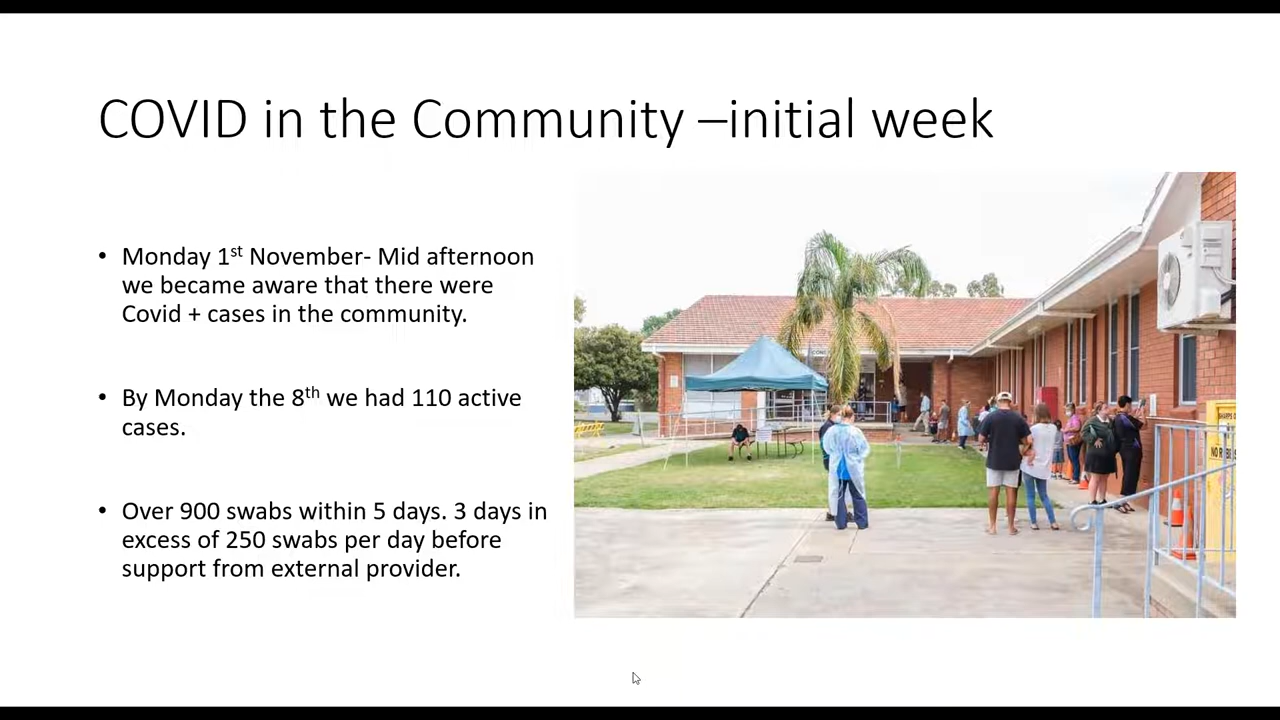 COVID in the Community –initial week
• Monday 1st November- Mid afternoon
we became aware that there were
Covid + cases in the community.
• By Monday the 8th we had 110 active
cases.
• Over 900 swabs within 5 days. 3 days in
excess of 250 swabs per day before
support from external provider.